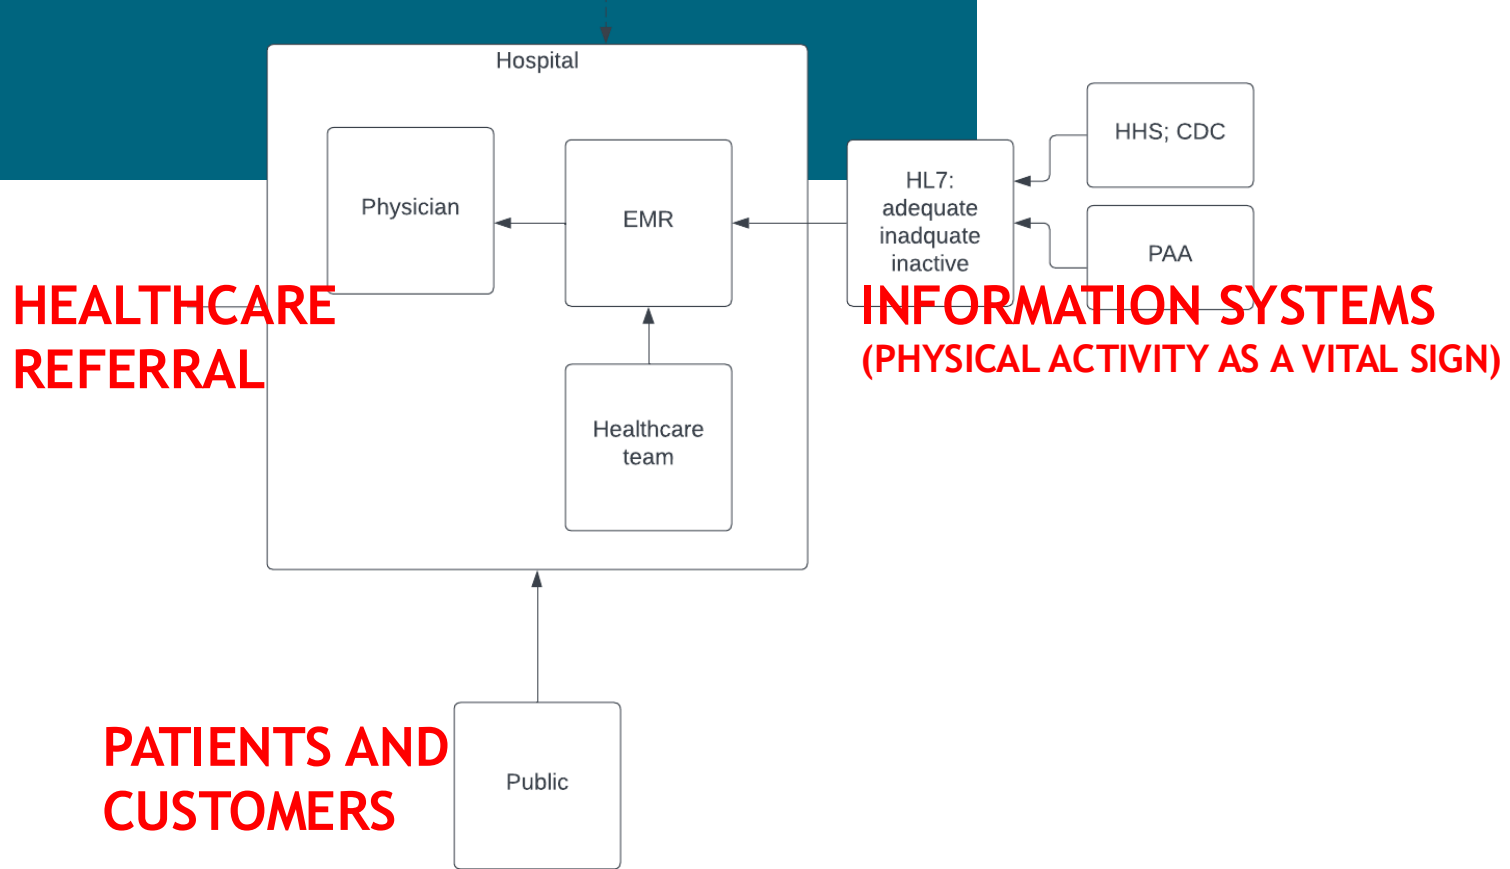 Hospital
HHS; CDC
Physician
EMR
HL7:
adequate
inadquate
inactive
PAA
HEALTHCARE
REFERRAL
INFORMATION SYSTEMS
(PHYSICAL ACTIVITY AS A VITAL SIGN)
Healthcare
team
PATIENTS AND
CUSTOMERS
Public